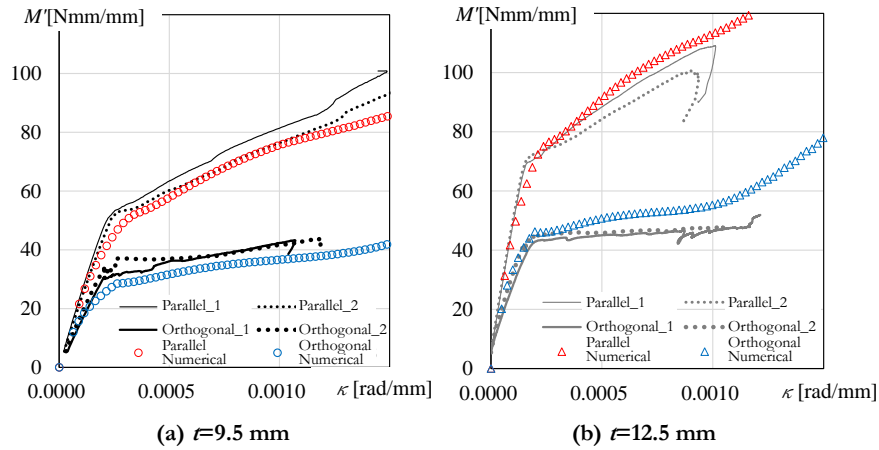 M'[Nmm/mm]
100
80
60
40
20
0
0.0000
0.0005
0.0010
κ [rad/mm]
Parallel_1
Parallel_2
Orthogonal_1
Orthogonal_2
Parallel
Numerical
Orthogonal
Numerical
(a) t=9.5 mm
M'[Nmm/mm]
100
80
60
40
20
0
0.0000
0.0005
0.0010
κ [rad/mm]
Parallel_1
Parallel_2
Orthogonal_1
Orthogonal_2
Parallel
Numerical
Orthogonal
Numerical
(b) t=12.5 mm